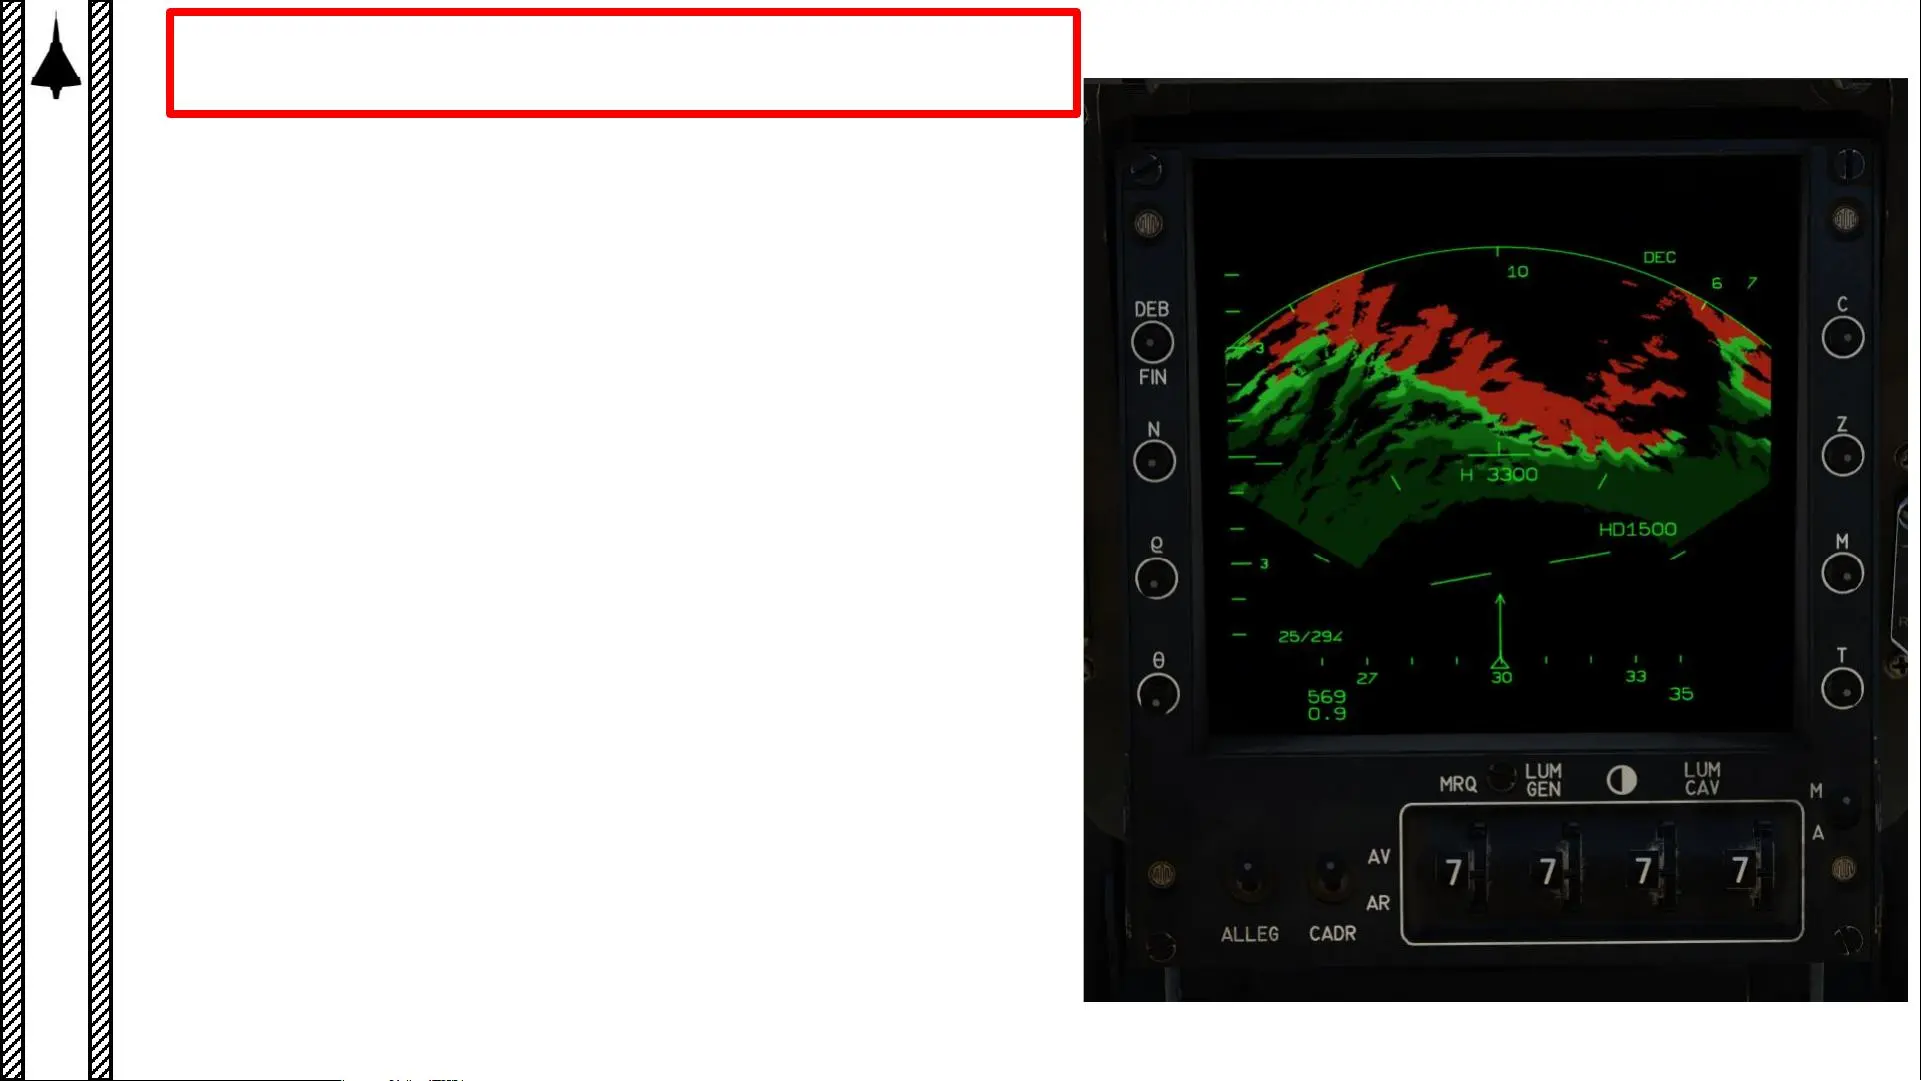 DEC
10
6 7
DEB
3
C
FIN
N
Z
H 3300
HD1500
ϱ
M
3
θ
25/294
T
27 30 33
569 35
0.9
MRQ LUM GEN LUM CAV
M
A
AV
7 7 7 7
AR
ALLEG CADR